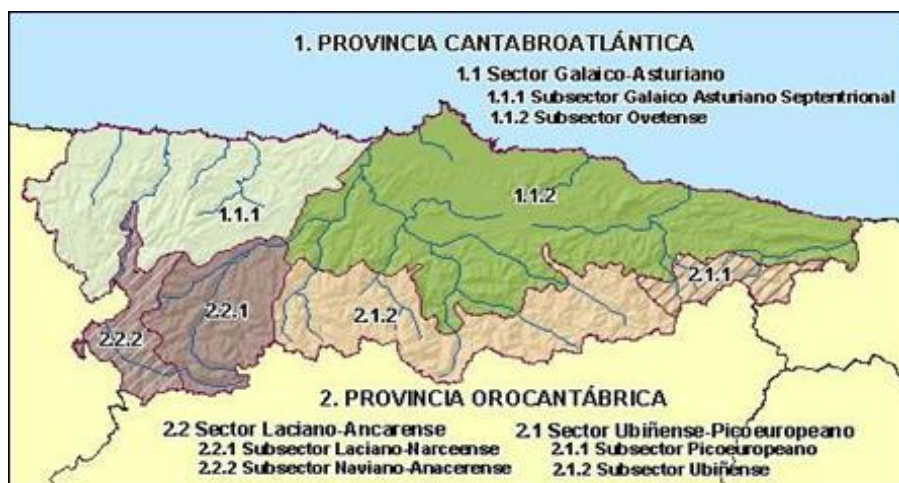 1. PROVINCIA CANTABROATLÁNTICA
1.1 Sector Galaico-Asturiano
1.1.1 Subsector Galaico Asturiano Septentrional
1.1.2 Subsector Ovetense
1.1.1
1.1.2
2.1.1
2.2.1
2.1.2
2.2.2
2. PROVINCIA OROCANTÁBRICA
2.2 Sector Laciano-Ancarense
2.2.1 Subsector Laciano-Narceense
2.2.2 Subsector Naviano-Anacerense
2.1 Sector Ubiñense-Picoeuropeano
2.1.1 Subsector Picoeuropeano
2.1.2 Subsector Ubiñense